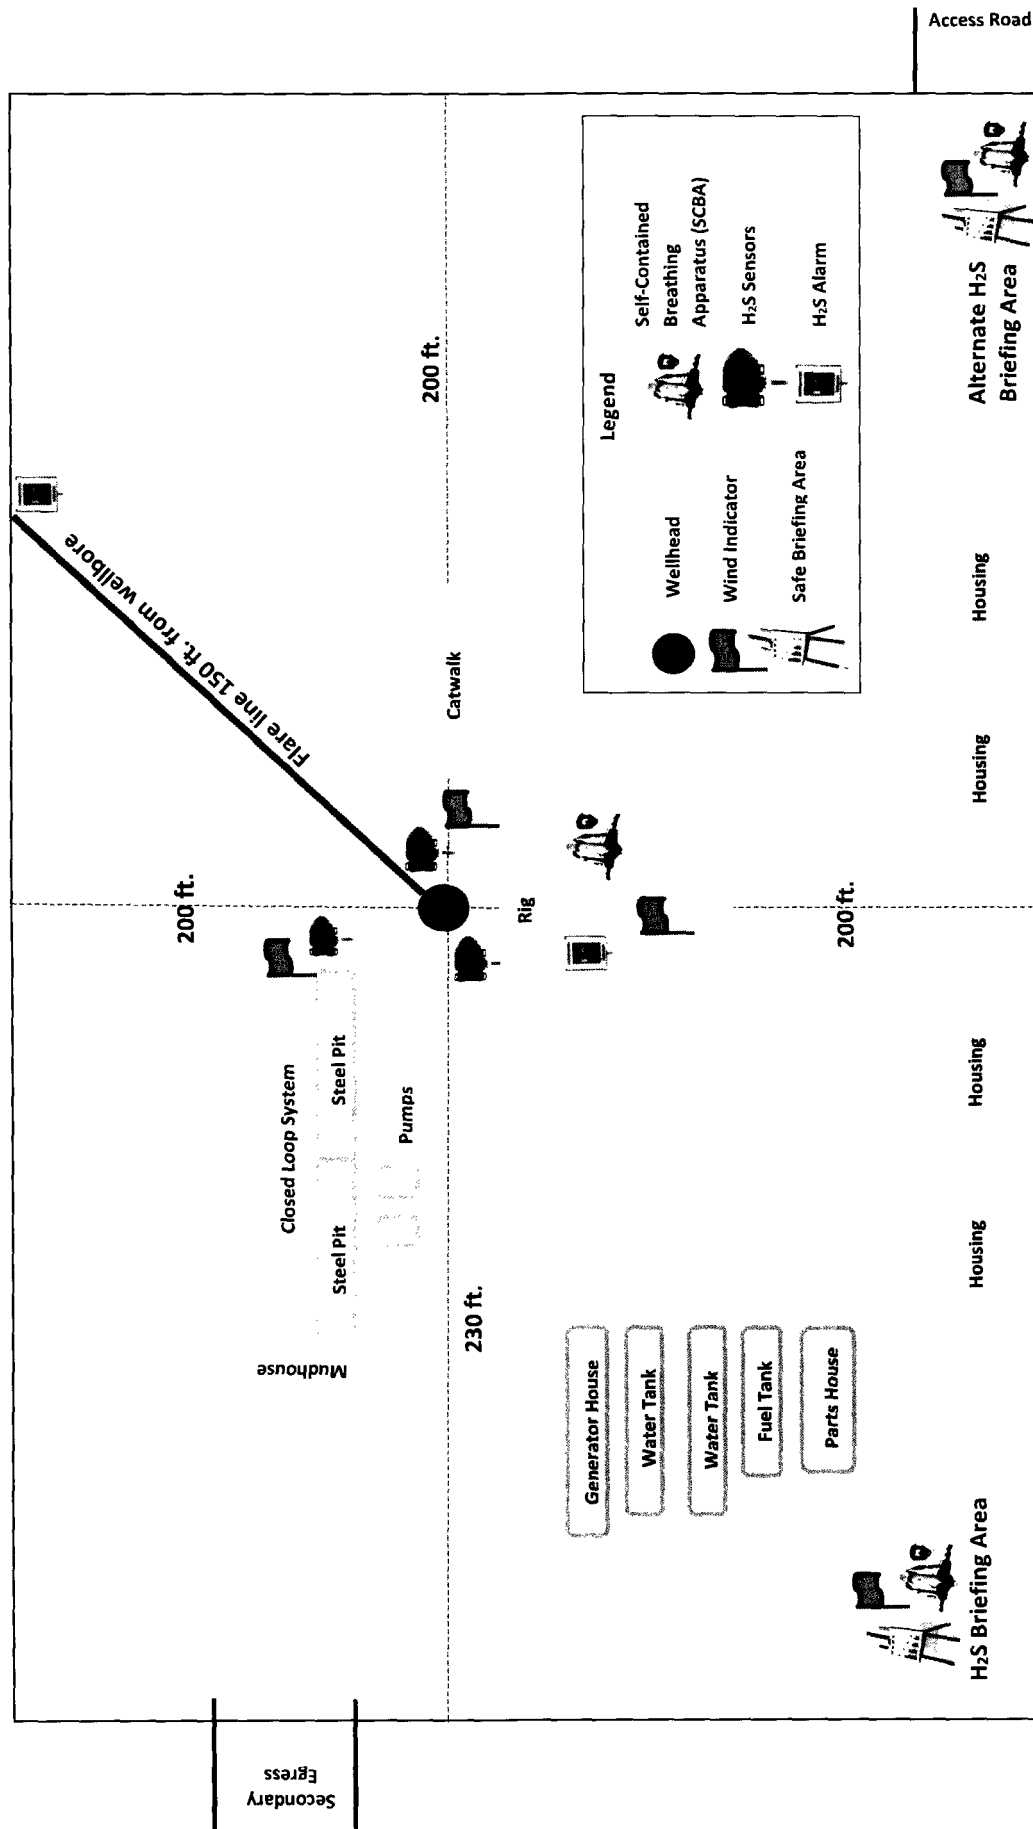 Access Road
200 ft.
Flare line 150 ft. from wellbore
Catwalk
200 ft.
Rig
200 ft.
Closed Loop System
Steel Pit
Steel Pit
Pumps
Mudhouse
230 ft.
Secondary
Egress
Generator House
Water Tank
Water Tank
Fuel Tank
Parts House
H2S Briefing Area
Housing
Housing
Housing
Housing
Alternate H2S
Briefing Area
Legend
Wellhead
Wind Indicator
Safe Briefing Area
Self-Contained
Breathing
Apparatus (SCBA)
H2S Sensors
H2S Alarm